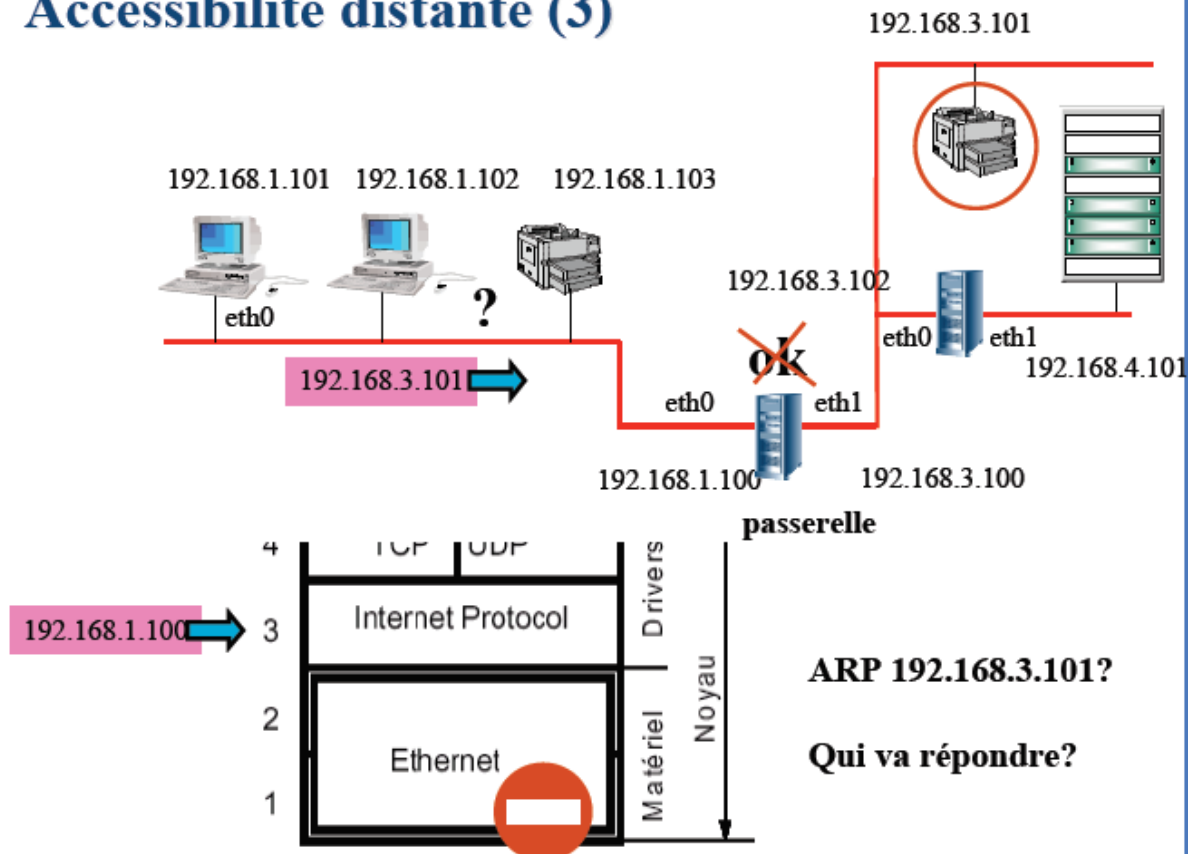 Accessibilité distante (3)
192.168.3.101
192.168.1.101 192.168.1.102 192.168.1.103
192.168.3.102
eth0
?
ok
eth0 eth1
192.168.4.101
192.168.3.101
eth0 eth1
192.168.1.100 192.168.3.100
passerelle
4 TCP UDP
Drivers
192.168.1.100 3 Internet Protocol
Noyau
ARP 192.168.3.101?
2
Matériel
Ethernet
Qui va répondre?
1